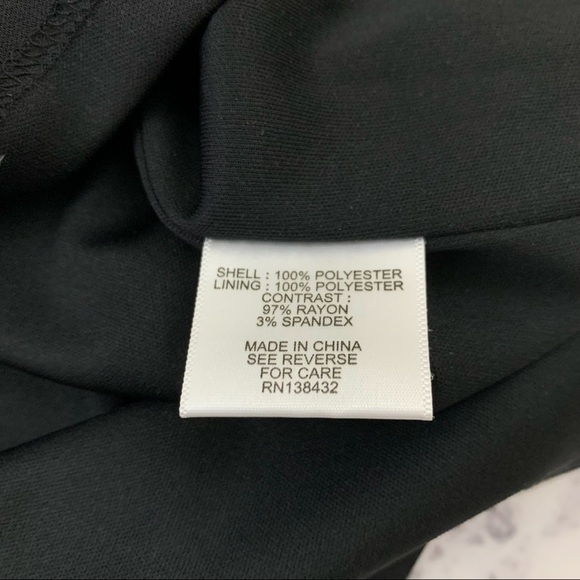 SHELL : 100% POLYESTER
LINING : 100% POLYESTER
CONTRAST :
97% RAYON
3% SPANDEX
MADE IN CHINA
SEE REVERSE
FOR CARE
RN138432